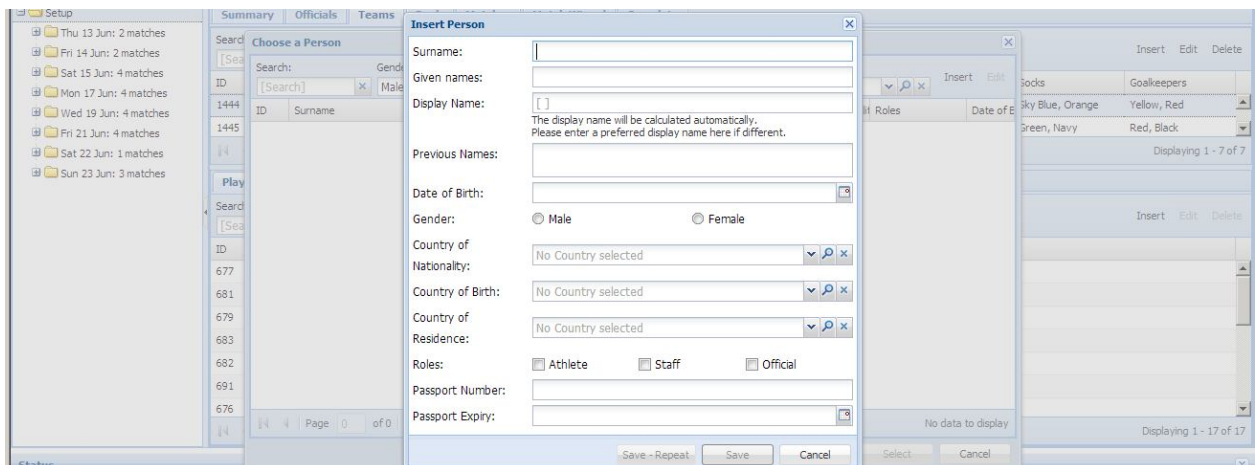 Setup
Thu 13 Jun: 2 matches
Fri 14 Jun: 2 matches
Sat 15 Jun: 4 matches
Mon 17 Jun: 4 matches
Wed 19 Jun: 4 matches
Fri 21 Jun: 4 matches
Sat 22 Jun: 1 matches
Sun 23 Jun: 3 matches
Summary Officials Teams
Search
[Sea
Insert Edit Delete
ID
Socks Goalkeepers
1444
Sky Blue, Orange Yellow, Red
1445
Green, Navy Red, Black
Displaying 1 - 7 of 7
Play
Search
[Sea
Insert Edit Delete
ID
677
681
679
683
682
691
676
Displaying 1 - 17 of 17
Status
Choose a Person
Search: Gende
[Search] Male
Insert Edit
ID Surname
Roles Date of B
Page 0 of 0
No data to display
Select Cancel
Insert Person
Surname:
Given names:
Display Name: [ ]
The display name will be calculated automatically.
Please enter a preferred display name here if different.
Previous Names:
Date of Birth:
Gender: Male Female
Country of
Nationality:
No Country selected
Country of Birth: No Country selected
Country of
Residence:
No Country selected
Roles: Athlete Staff Official
Passport Number:
Passport Expiry:
Save - Repeat Save Cancel